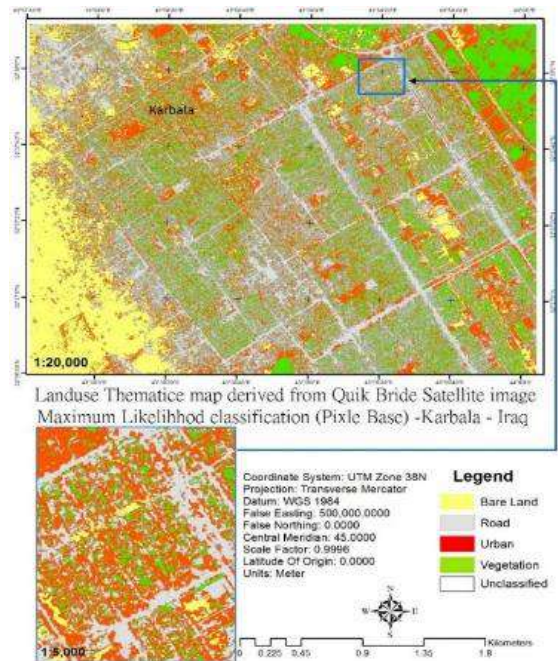 Karbala
1:20,000
Landuse Thematice map derived from Quik Bride Satellite image
Maximum Likelihhod classification (Pixle Base) -Karbala - Iraq
1:5,000
Coordinate System: UTM Zone 38N
Projection: Transverse Mercator
Datum: WGS 1984
False Easting: 500,000.0000
False Northing: 0.0000
Central Meridian: 45.0000
Scale Factor: 0.9996
Latitude Of Origin: 0.0000
Units: Meter
Legend
Bare Land
Road
Urban
Vegetation
Unclassified
N
W
E
S
Kilometers
0 0.225 0.45 0.9 1.35 1.8